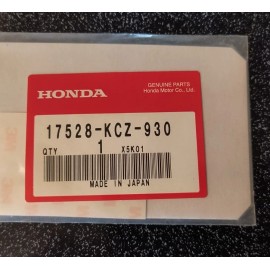 GENUINE PARTS
HONDA
Honda Motor Co., Ltd.
17528-KCZ-930
QTY 1 X5K01
MADE IN JAPAN